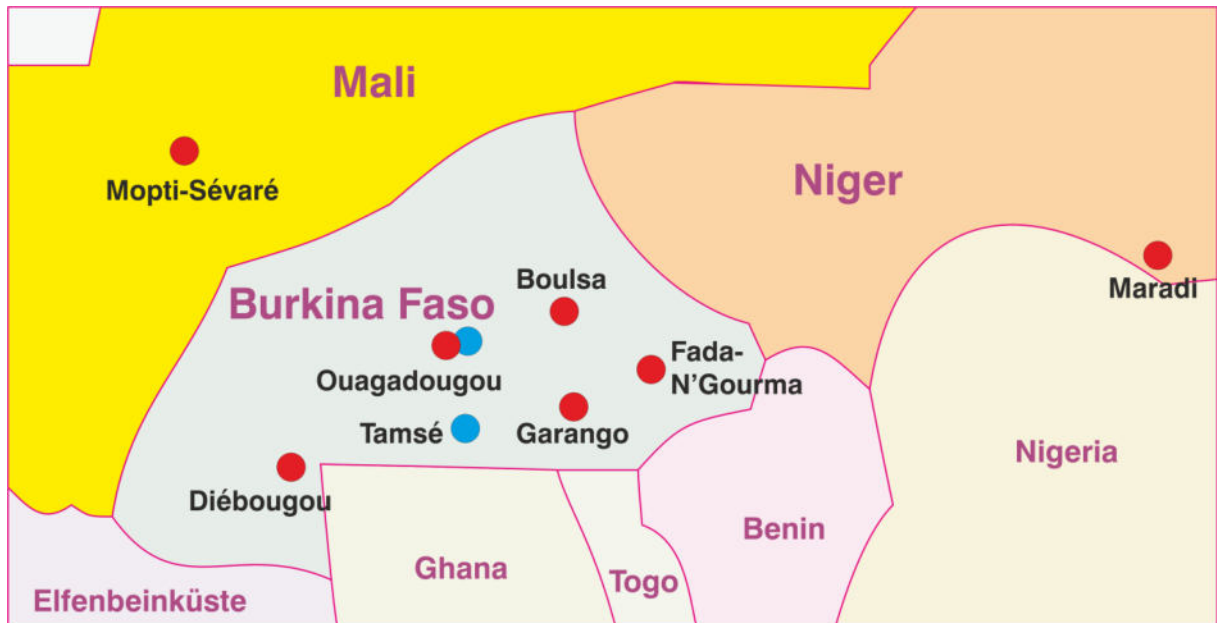 Mali
Mopti-Sévaré
Niger
Maradi
Burkina Faso
Boulsa
Ouagadougou
Fada-
N'Gourma
Tamsé
Garango
Diébougou
Nigeria
Benin
Ghana
Togo
Elfenbeinküste